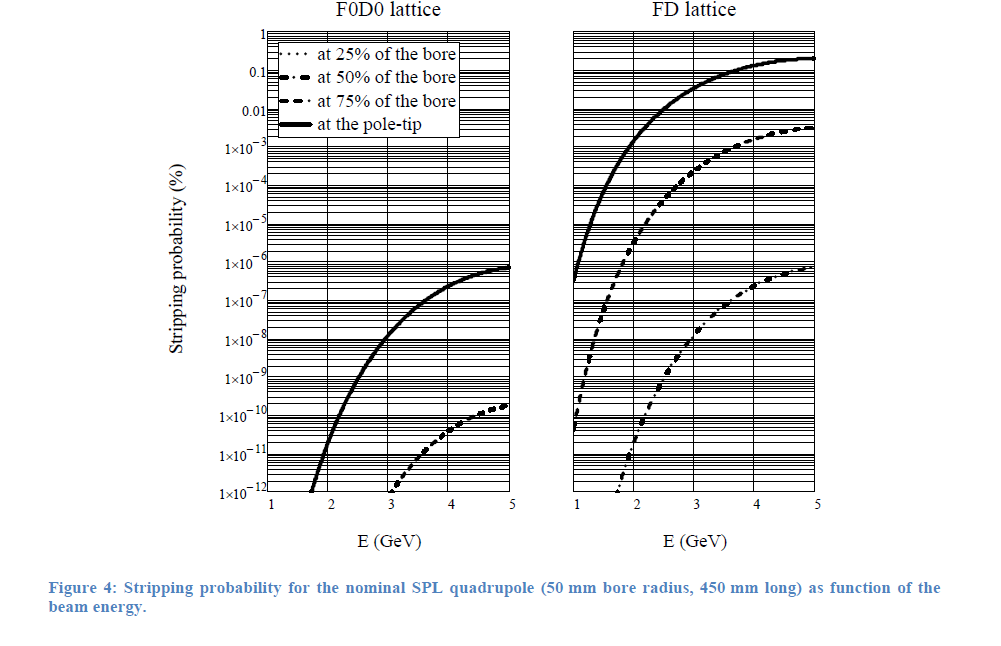 F0D0 lattice
FD lattice
1
0.1
0.01
1×10⁻³
1×10⁻⁴
1×10⁻⁵
1×10⁻⁶
1×10⁻⁷
1×10⁻⁸
1×10⁻⁹
1×10⁻¹⁰
1×10⁻¹¹
1×10⁻¹²
Stripping probability (%)
at 25% of the bore
at 50% of the bore
at 75% of the bore
at the pole-tip
1 2 3 4 5
1 2 3 4 5
E (GeV)
E (GeV)
Figure 4: Stripping probability for the nominal SPL quadrupole (50 mm bore radius, 450 mm long) as function of the
beam energy.